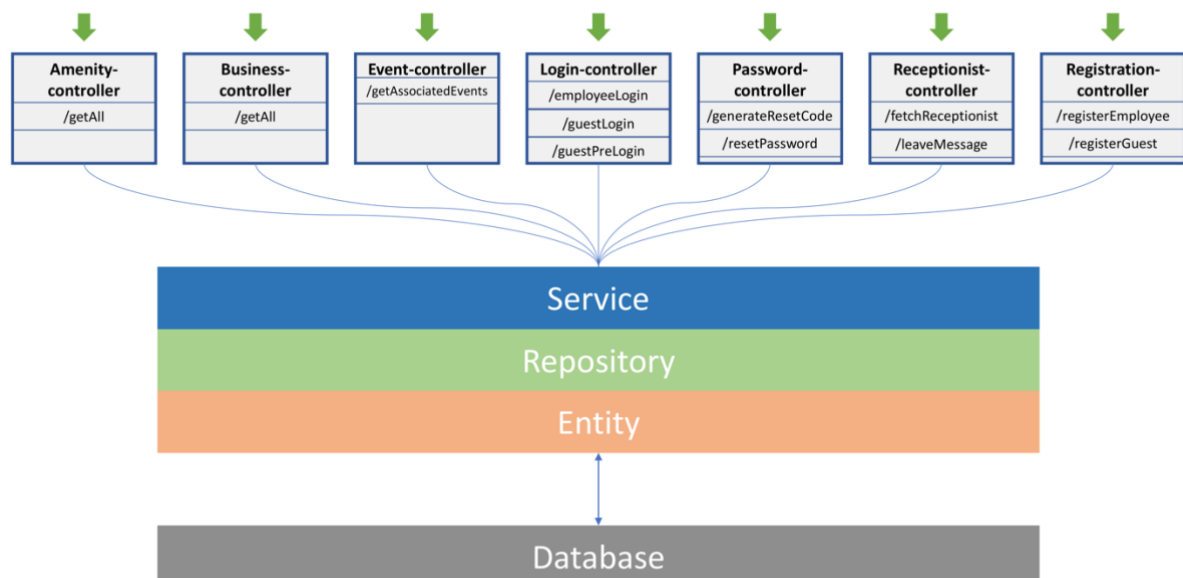 Amenity-
controller
/getAll
Business-
controller
/getAll
Event-controller
/getAssociatedEvents
Login-controller
/employeeLogin
/guestLogin
/guestPreLogin
Password-
controller
/generateResetCode
/resetPassword
Receptionist-
controller
/fetchReceptionist
/leaveMessage
Registration-
controller
/registerEmployee
/registerGuest
Service
Repository
Entity
Database